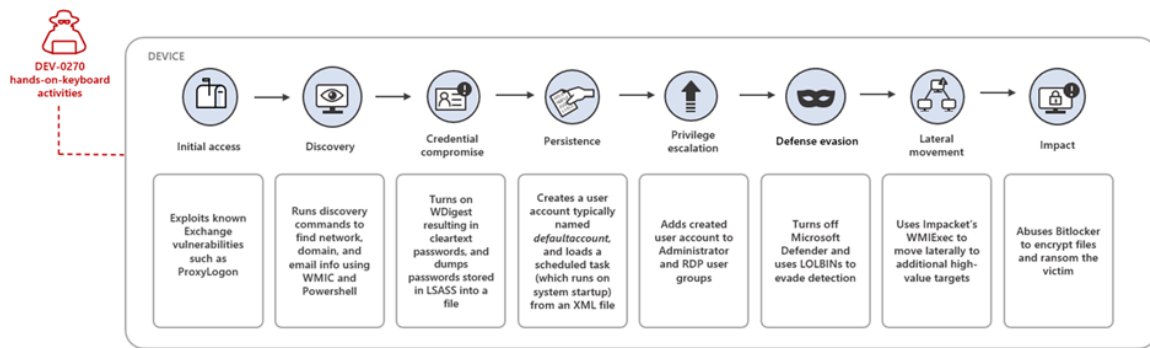 DEV-0270
hands-on-keyboard
activities
DEVICE
Initial access
Discovery
Credential
compromise
Persistence
Privilege
escalation
Defense evasion
Lateral
movement
Impact
Exploits known
Exchange
vulnerabilities
such as
ProxyLogon
Runs discovery
commands to
find network,
domain, and
email info using
WMIC and
Powershell
Turns on
WDigest
resulting in
cleartext
passwords, and
dumps
passwords stored
in LSASS into a
file
Creates a user
account typically
named
defaultaccount,
and loads a
scheduled task
(which runs on
system startup)
from an XML file
Adds created
user account to
Administrator
and RDP user
groups
Turns off
Microsoft
Defender and
uses LOLBINs to
evade detection
Uses Impacket's
WMIExec to
move laterally to
additional high-
value targets
Abuses Bitlocker
to encrypt files
and ransom the
victim